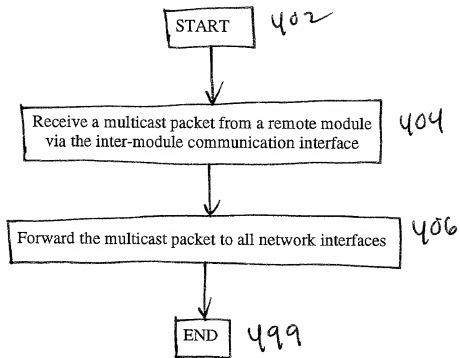 START 402
Receive a multicast packet from a remote module 404
via the inter-module communication interface
Forward the multicast packet to all network interfaces 406
END 499